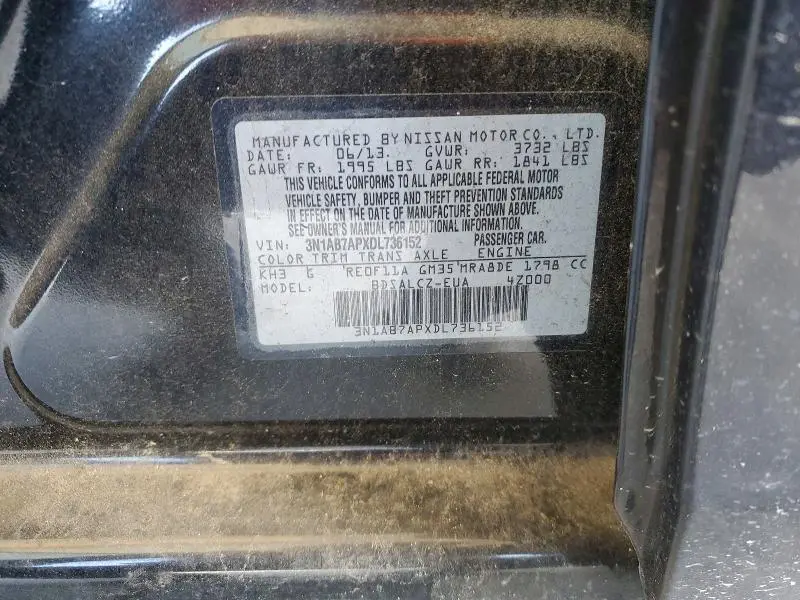 MANUFACTURED BY NISSAN MOTOR CO., LTD.
DATE: 06/13 GVWR: 3732 LBS
GAWR FR: 1995 LBS GAWR RR: 1841 LBS
THIS VEHICLE CONFORMS TO ALL APPLICABLE FEDERAL MOTOR
VEHICLE SAFETY, BUMPER AND THEFT PREVENTION STANDARDS
IN EFFECT ON THE DATE OF MANUFACTURE SHOWN ABOVE.
SEE OWNER'S MANUAL FOR ADDITIONAL INFORMATION.
VIN: 3N1AB7APXDL736152 PASSENGER CAR.
COLOR TRIM TRANS AXLE ENGINE
KH3 G RE0F11A GM35 MRA8DE 1798 CC
MODEL: BDSALCZ-EUA 4Z000
3N1AB7APXDL736152